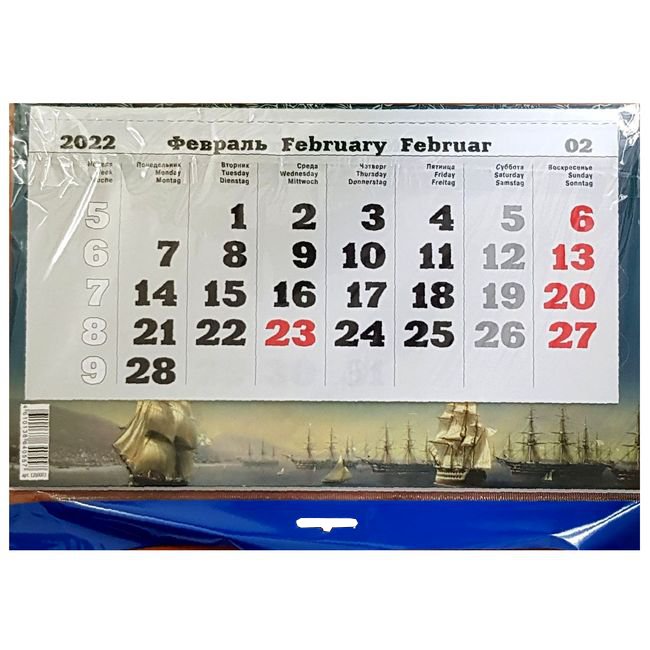 2022 Февраль February Februar 02
Неделя Понедельник Вторник Среда Четверг Пятница Суббота Воскресенье
Week Monday Tuesday Wednesday Thursday Friday Saturday Sunday
Woche Montag Dienstag Mittwoch Donnerstag Freitag Samstag Sonntag
5 1 2 3 4 5 6
6 7 8 9 10 11 12 13
7 14 15 16 17 18 19 20
8 21 22 23 24 25 26 27
9 28